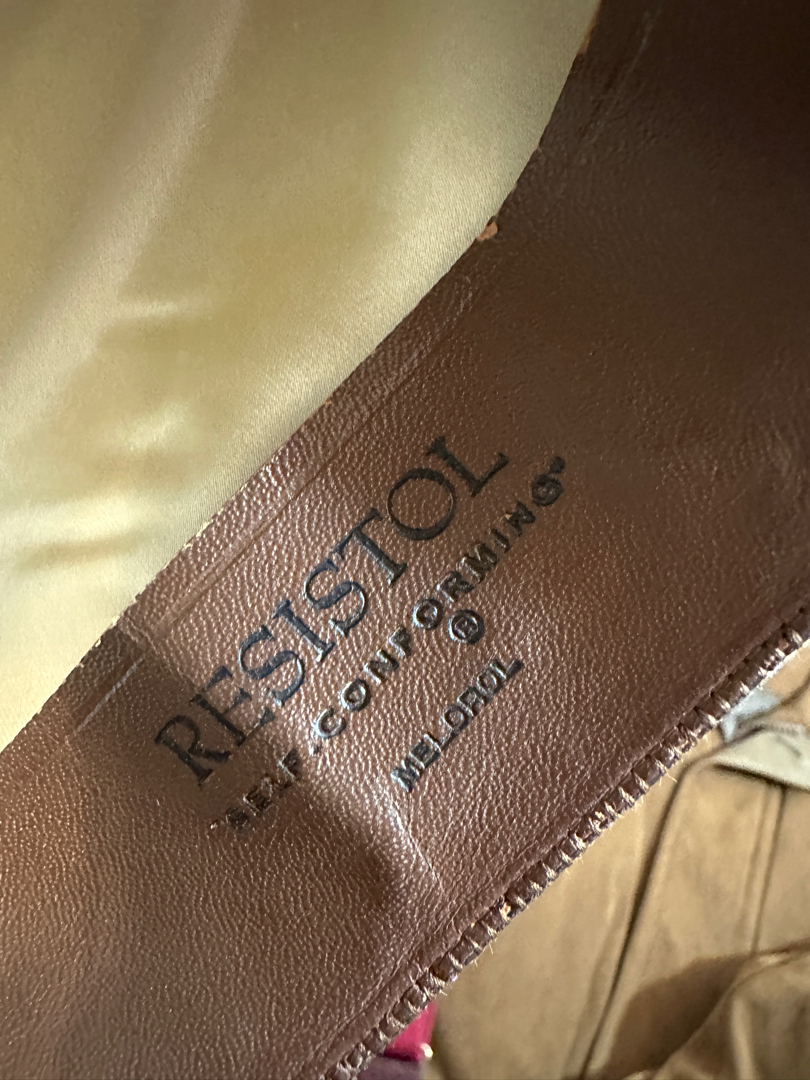 RESISTOL
"SELF-CONFORMING"
®
MELOROL